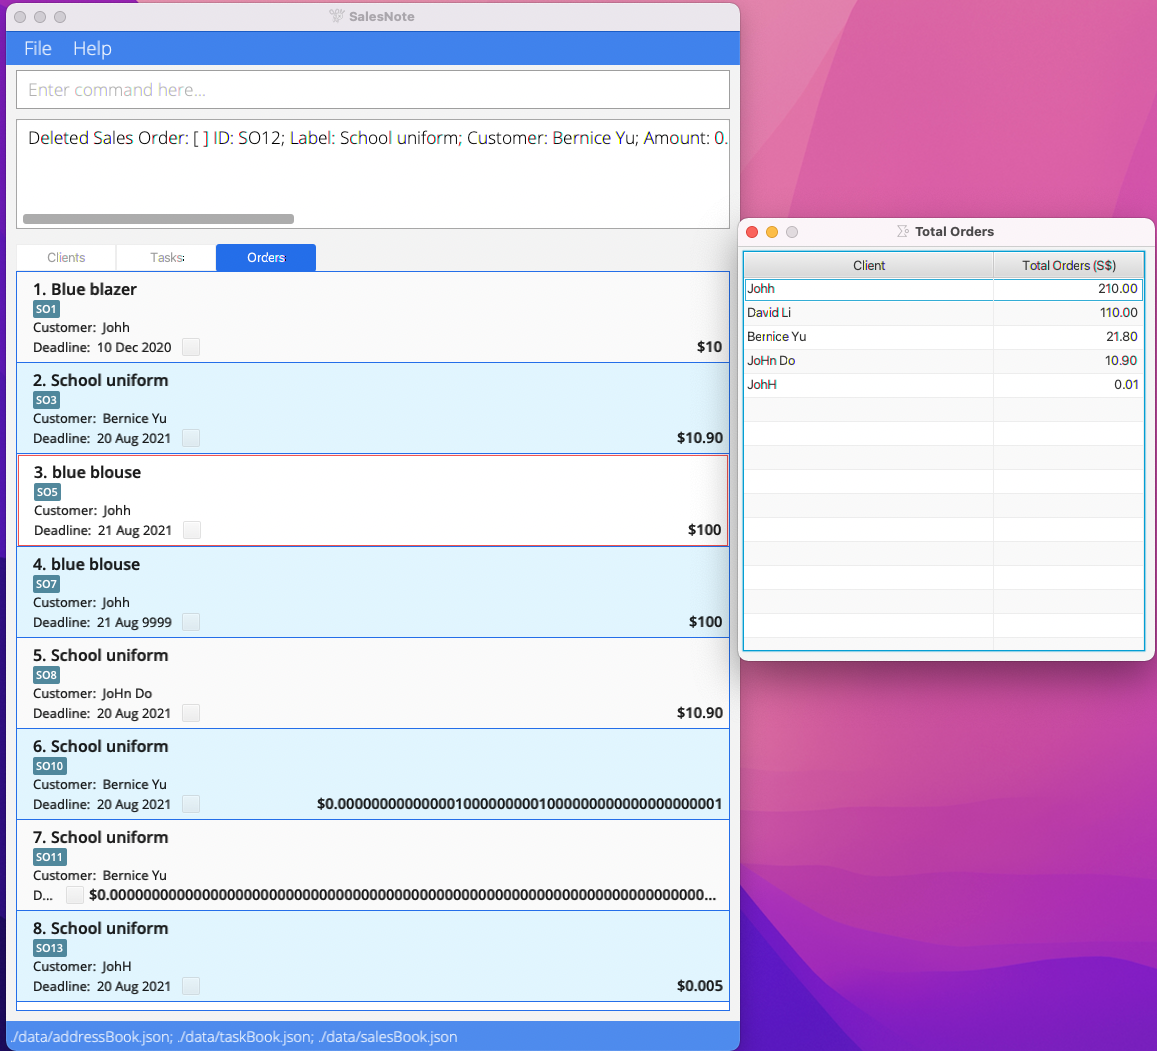 SalesNote
File Help
Enter command here...
Deleted Sales Order: [ ] ID: SO12; Label: School uniform; Customer: Bernice Yu; Amount: 0.
Clients Tasks Orders
1. Blue blazer
SO1
Customer: Johh
Deadline: 10 Dec 2020 $10
2. School uniform
SO3
Customer: Bernice Yu
Deadline: 20 Aug 2021 $10.90
3. blue blouse
SO5
Customer: Johh
Deadline: 21 Aug 2021 $100
4. blue blouse
SO7
Customer: Johh
Deadline: 21 Aug 9999 $100
5. School uniform
SO8
Customer: JoHn Do
Deadline: 20 Aug 2021 $10.90
6. School uniform
SO10
Customer: Bernice Yu
Deadline: 20 Aug 2021
7. School uniform
SO11
Customer: Bernice Yu
D...
8. School uniform
SO13
Customer: JohH
Deadline: 20 Aug 2021 $0.005
./data/addressBook.json; ./data/taskBook.json; ./data/salesBook.json
Total Orders
Client Total Orders (S$)
Johh 210.00
David Li 110.00
Bernice Yu 21.80
JoHn Do 10.90
JohH 0.01